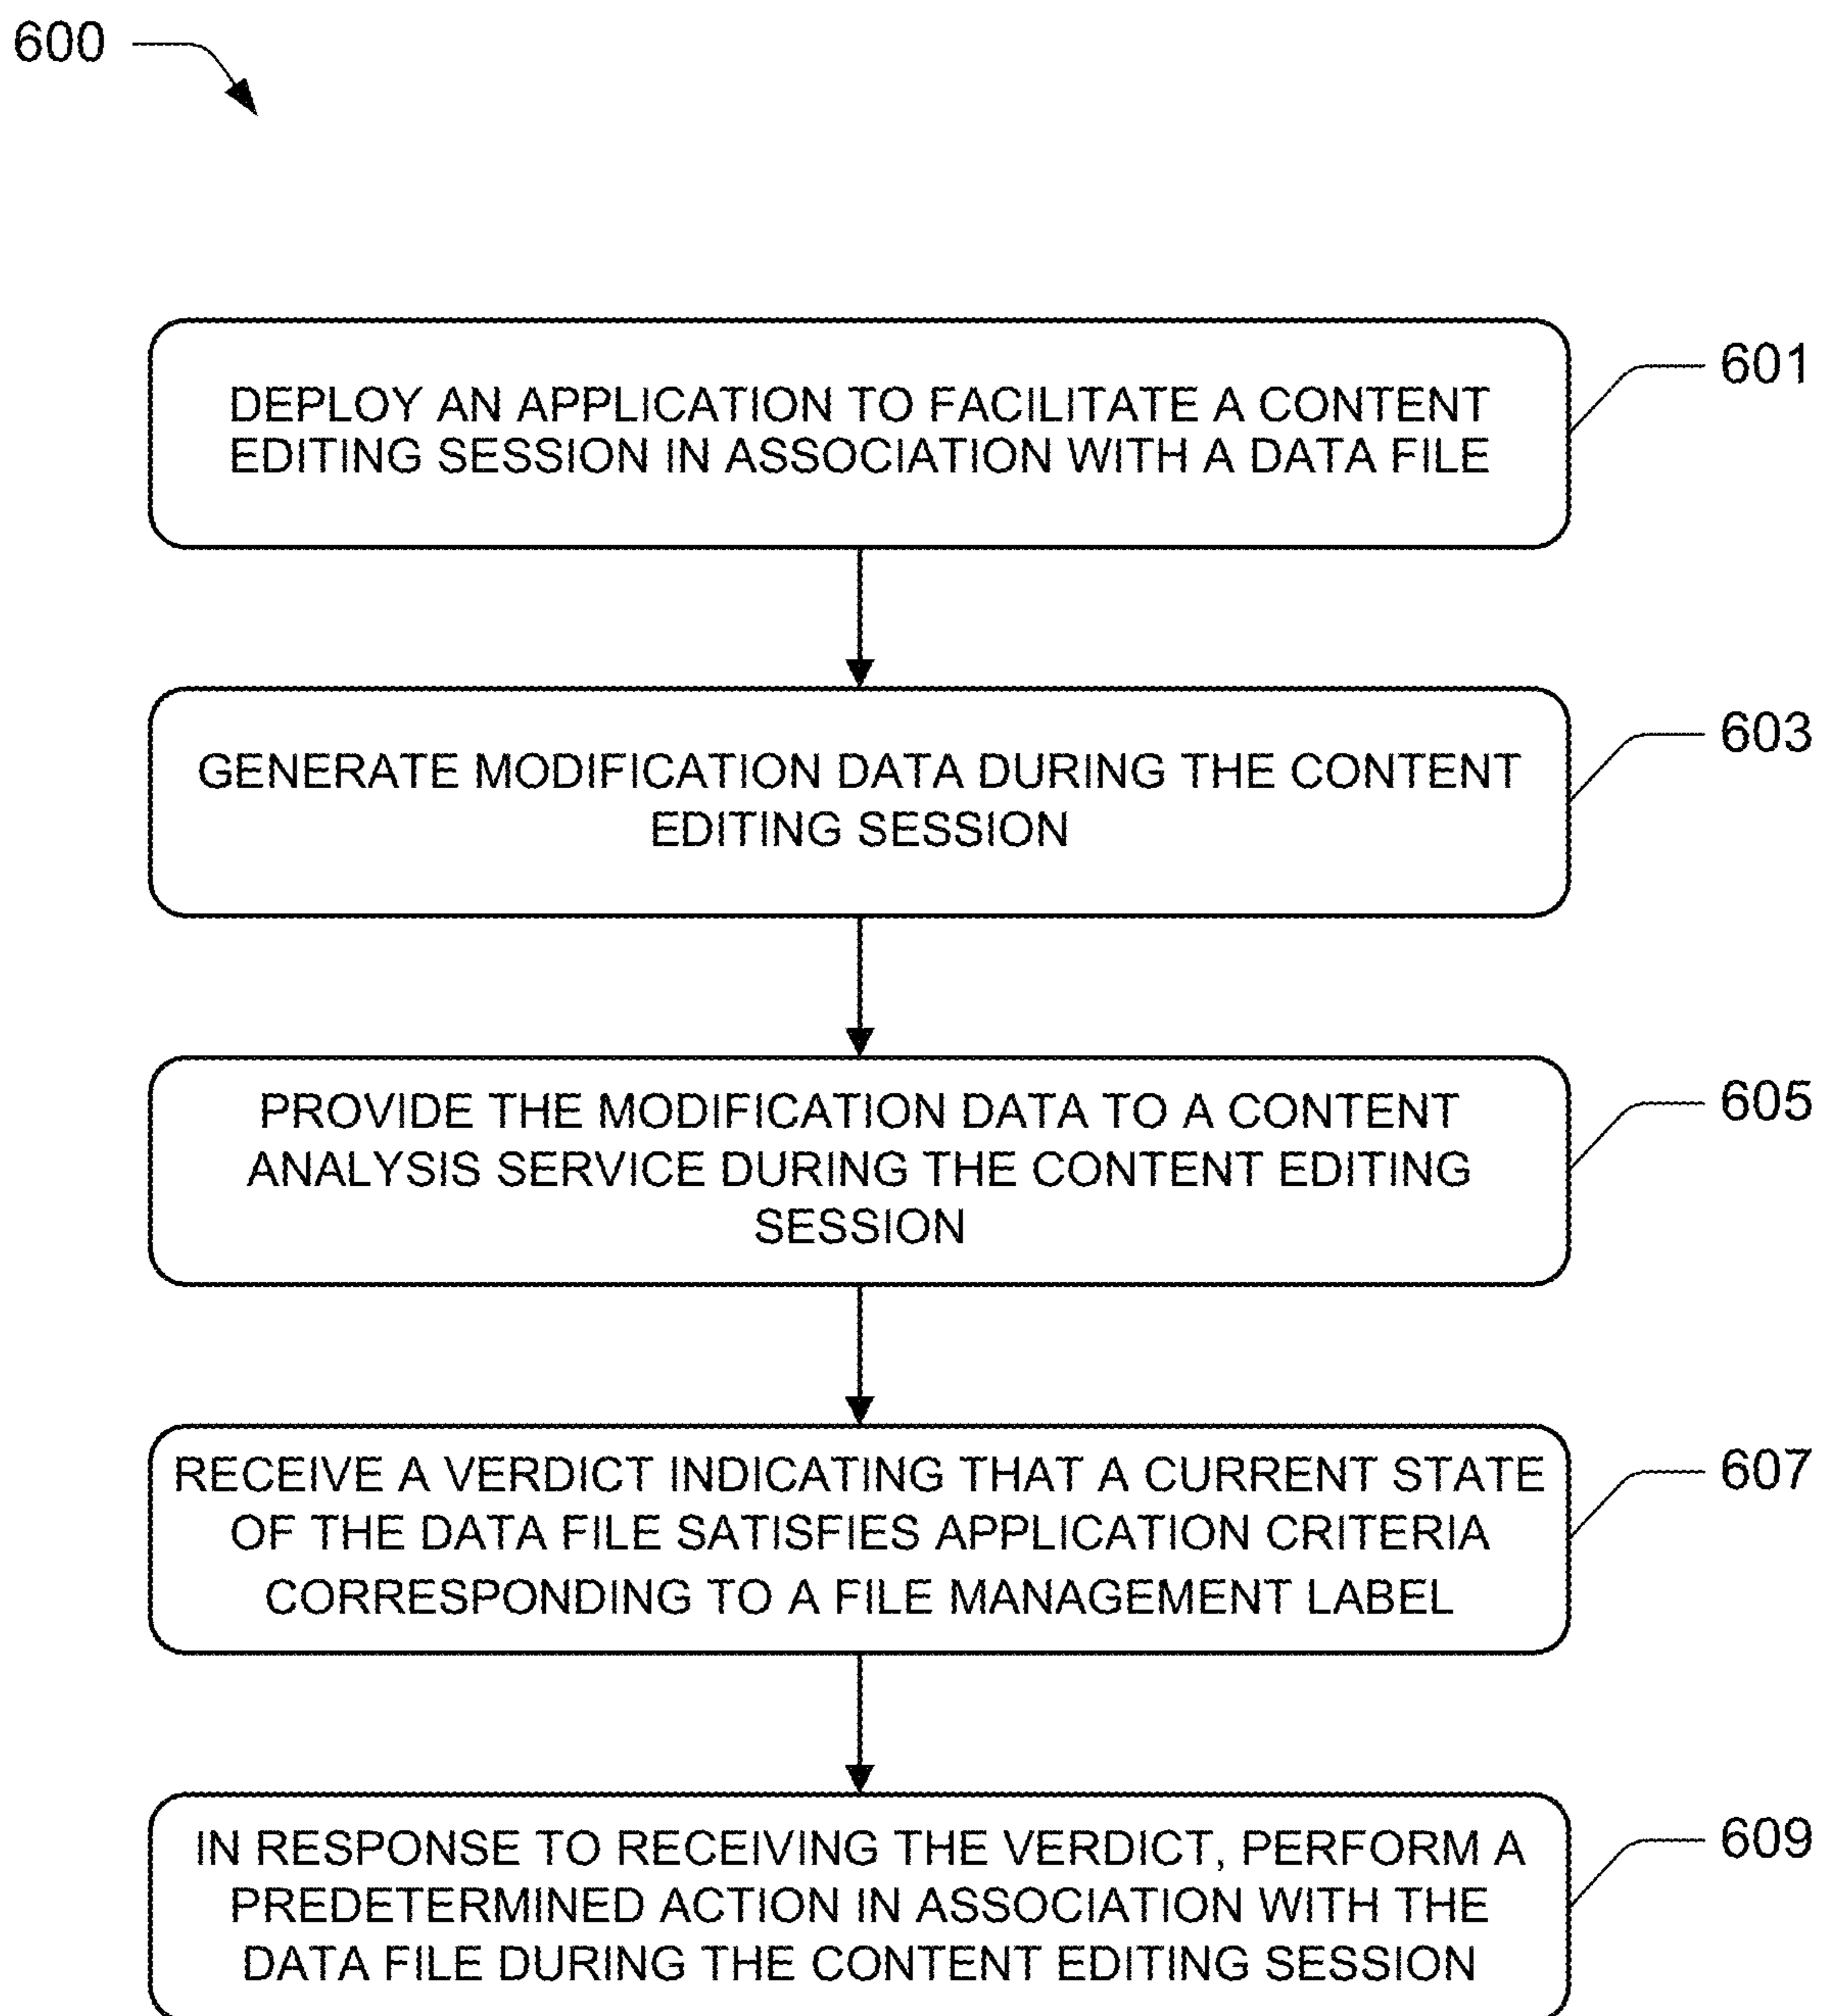 600
DEPLOY AN APPLICATION TO FACILITATE A CONTENT
EDITING SESSION IN ASSOCIATION WITH A DATA FILE
601
GENERATE MODIFICATION DATA DURING THE CONTENT
EDITING SESSION
603
PROVIDE THE MODIFICATION DATA TO A CONTENT
ANALYSIS SERVICE DURING THE CONTENT EDITING
SESSION
605
RECEIVE A VERDICT INDICATING THAT A CURRENT STATE
OF THE DATA FILE SATISFIES APPLICATION CRITERIA
CORRESPONDING TO A FILE MANAGEMENT LABEL
607
IN RESPONSE TO RECEIVING THE VERDICT, PERFORM A
PREDETERMINED ACTION IN ASSOCIATION WITH THE
DATA FILE DURING THE CONTENT EDITING SESSION
609